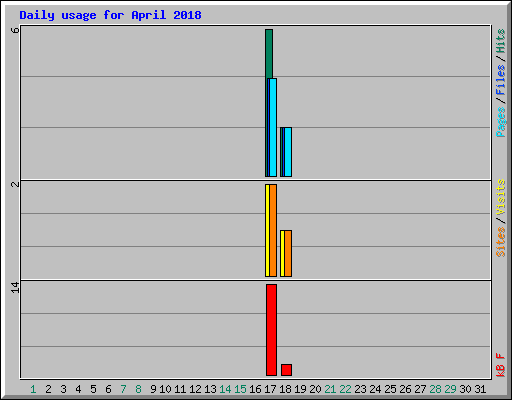 Daily usage for April 2018
6
2
14
Pages / Files / Hits
Sites / Visits
kB F
1 2 3 4 5 6 7 8 9 10 11 12 13 14 15 16 17 18 19 20 21 22 23 24 25 26 27 28 29 30 31